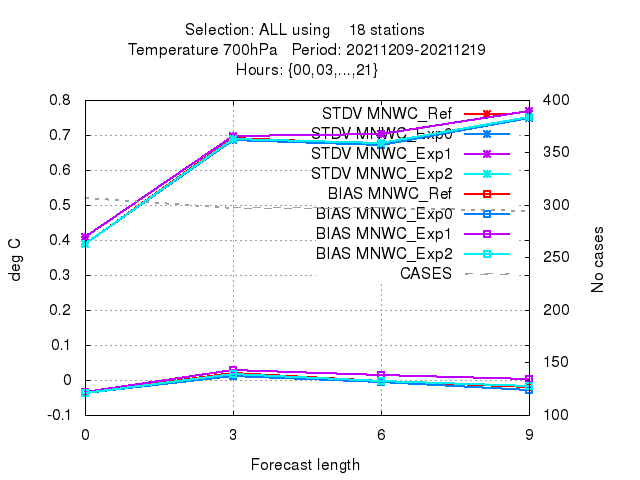 Selection: ALL using    18 stations
Temperature 700hPa   Period: 20211209-20211219
Hours: {00,03,...,21}
0.8
0.7
0.6
0.5
0.4
0.3
0.2
0.1
0
-0.1
400
350
300
250
200
150
100
deg C
No cases
STDV MNWC_Ref
STDV MNWC_Exp0
STDV MNWC_Exp1
STDV MNWC_Exp2
BIAS MNWC_Ref
BIAS MNWC_Exp0
BIAS MNWC_Exp1
BIAS MNWC_Exp2
CASES
0 3 6 9
Forecast length